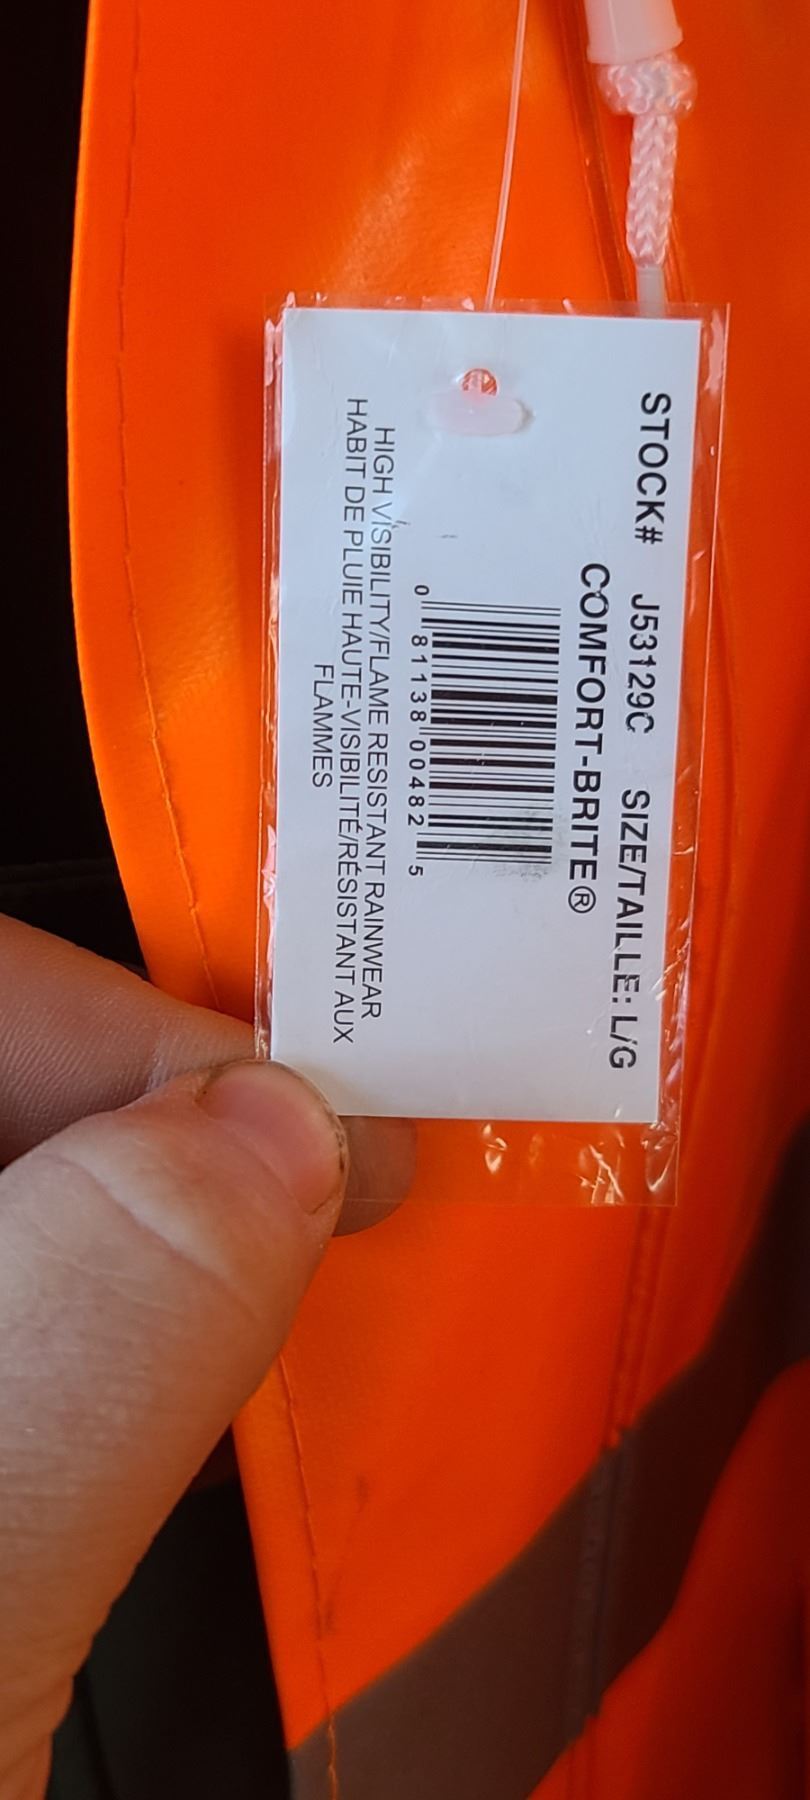 STOCK# J53129C SIZE/TAILLE: L/G
COMFORT-BRITE®
0 81138 00482 5
HIGH VISIBILITY/FLAME RESISTANT RAINWEAR
HABIT DE PLUIE HAUTE-VISIBILITÉ/RÉSISTANT AUX
FLAMMES